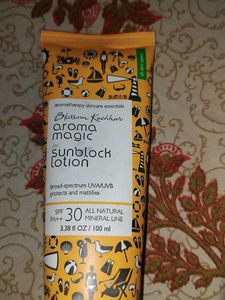 aromatherapy skincare essentials
Blossom Kochhar
aroma
magic
sunblock
lotion
broad-spectrum UVA/UVB
protects and mattifies
SPF 30 ALL NATURAL
PA++ MINERAL LINE
3.38 fl OZ / 100 ml